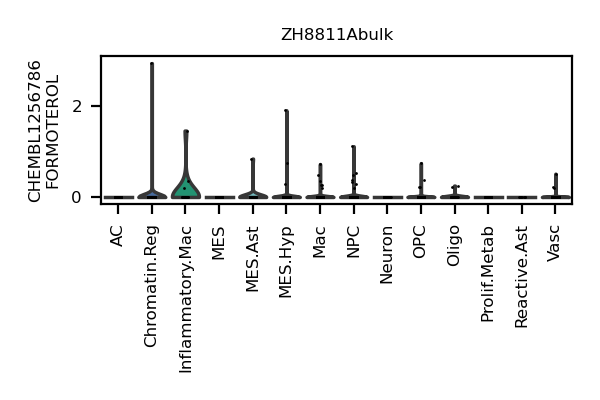 ZH8811Abulk
CHEMBL1256786
FORMOTEROL
2
0
AC
Chromatin.Reg
Inflammatory.Mac
MES
MES.Ast
MES.Hyp
Mac
NPC
Neuron
OPC
Oligo
Prolif.Metab
Reactive.Ast
Vasc